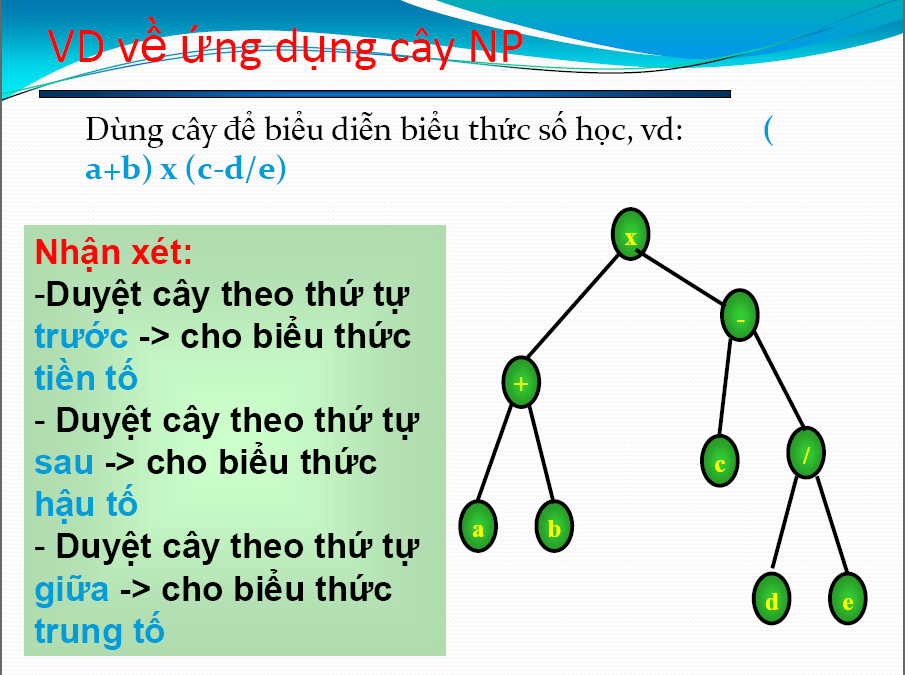 VD về ứng dụng cây NP
Dùng cây để biểu diễn biểu thức số học, vd: (
a+b) x (c-d/e)
Nhận xét:
-Duyệt cây theo thứ tự
trước -> cho biểu thức
tiền tố
- Duyệt cây theo thứ tự
sau -> cho biểu thức
hậu tố
- Duyệt cây theo thứ tự
giữa -> cho biểu thức
trung tố
x
-
+
c
/
a
b
d
e